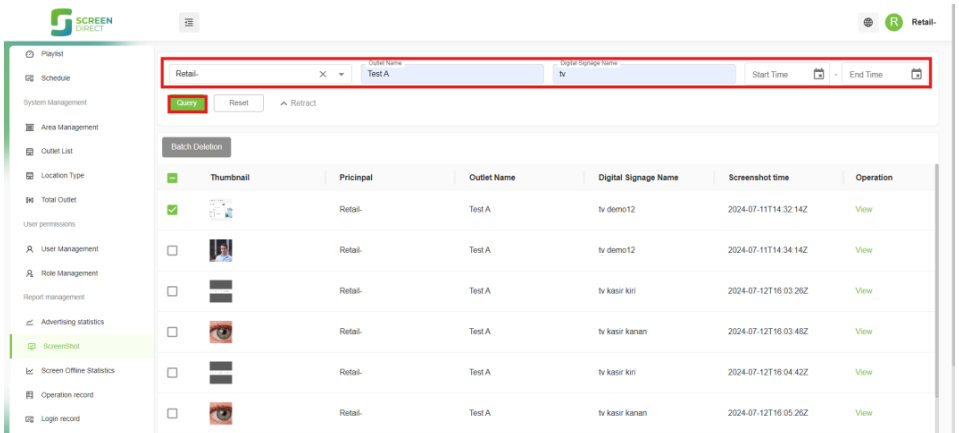 SCREEN
DIRECT
R Retail-
Playlist
Schedule
System Management
Area Management
Outlet List
Location Type
Total Outlet
User permissions
User Management
Role Management
Report management
Advertising statistics
ScreenShot
Screen Offline Statistics
Operation record
Login record
Retail-
Outlet Name
Test A
Digital Signage Name
tv
Start Time - End Time
Query Reset Retract
Batch Deletion
Thumbnail Pricinpal Outlet Name Digital Signage Name Screenshot time Operation
Retail- Test A tv demo12 2024-07-11T14:32:14Z View
Retail- Test A tv demo12 2024-07-11T14:34:14Z View
Retail- Test A tv kasir kiri 2024-07-12T16:03:26Z View
Retail- Test A tv kasir kanan 2024-07-12T16:03:48Z View
Retail- Test A tv kasir kiri 2024-07-12T16:04:42Z View
Retail- Test A tv kasir kanan 2024-07-12T16:05:26Z View